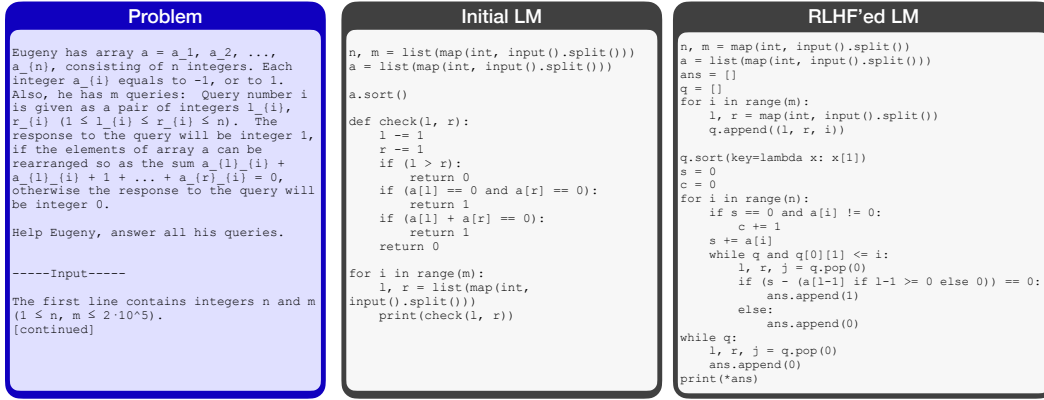 Problem
Eugeny has array a = a_1, a_2, ...,
a_{n}, consisting of n integers. Each
integer a_{i} equals to -1, or to 1.
Also, he has m queries:  Query number i
is given as a pair of integers l_{i},
r_{i} (1 ≤ l_{i} ≤ r_{i} ≤ n).  The
response to the query will be integer 1,
if the elements of array a can be
rearranged so as the sum a_{l}_{i} +
a_{l}_{i} + 1 + ... + a_{r}_{i} = 0,
otherwise the response to the query will
be integer 0.
Help Eugeny, answer all his queries.
-----Input-----
The first line contains integers n and m
(1 ≤ n, m ≤ 2·10^5).
[continued]
Initial LM
n, m = list(map(int, input().split()))
a = list(map(int, input().split()))
a.sort()
def check(l, r):
    l -= 1
    r -= 1
    if (l > r):
        return 0
    if (a[l] == 0 and a[r] == 0):
        return 1
    if (a[l] + a[r] == 0):
        return 1
    return 0
for i in range(m):
    l, r = list(map(int,
input().split()))
    print(check(l, r))
RLHF'ed LM
n, m = map(int, input().split())
a = list(map(int, input().split()))
ans = []
q = []
for i in range(m):
    l, r = map(int, input().split())
    q.append((l, r, i))
q.sort(key=lambda x: x[1])
s = 0
c = 0
for i in range(n):
    if s == 0 and a[i] != 0:
        c += 1
    s += a[i]
    while q and q[0][1] <= i:
        l, r, j = q.pop(0)
        if (s - (a[l-1] if l-1 >= 0 else 0)) == 0:
            ans.append(1)
        else:
            ans.append(0)
while q:
    l, r, j = q.pop(0)
    ans.append(0)
print(*ans)